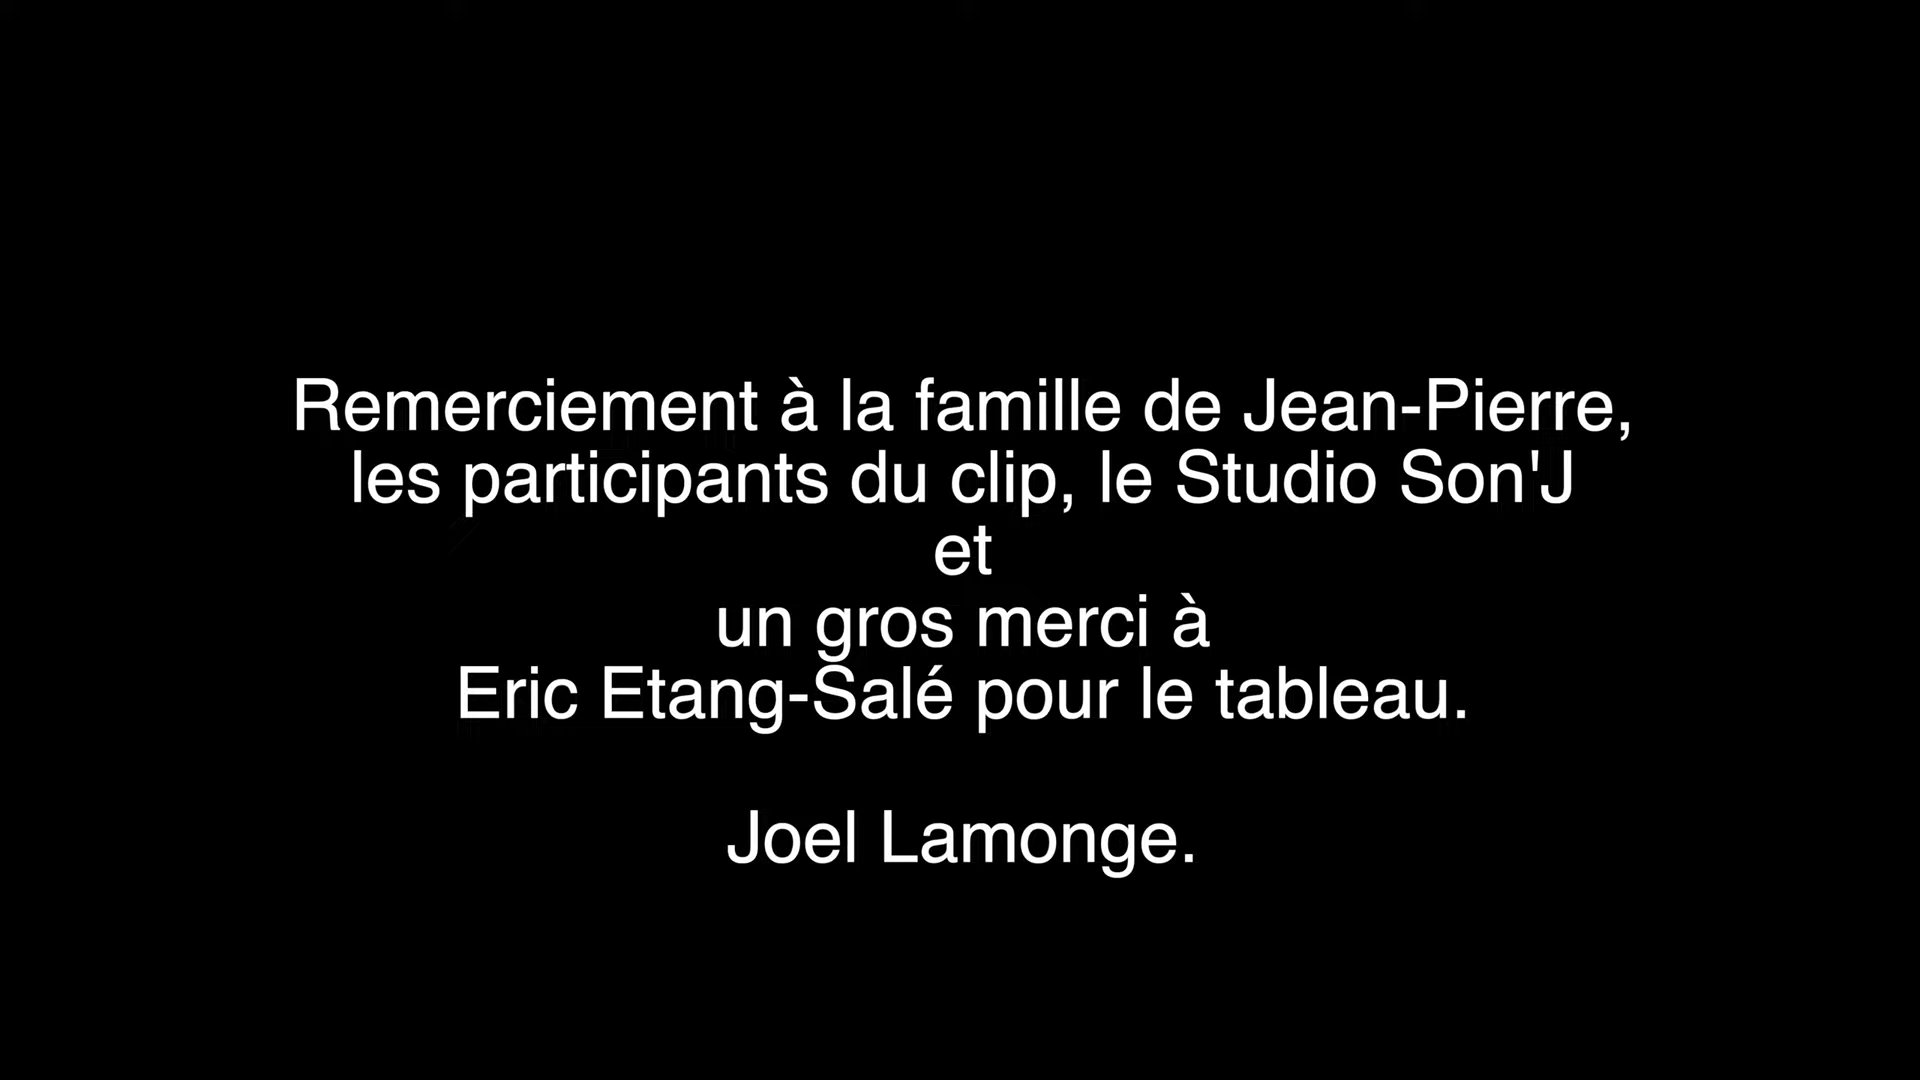 Remerciement à la famille de Jean-Pierre,
les participants du clip, le Studio Son'J
et
un gros merci à
Eric Etang-Salé pour le tableau.
Joel Lamonge.